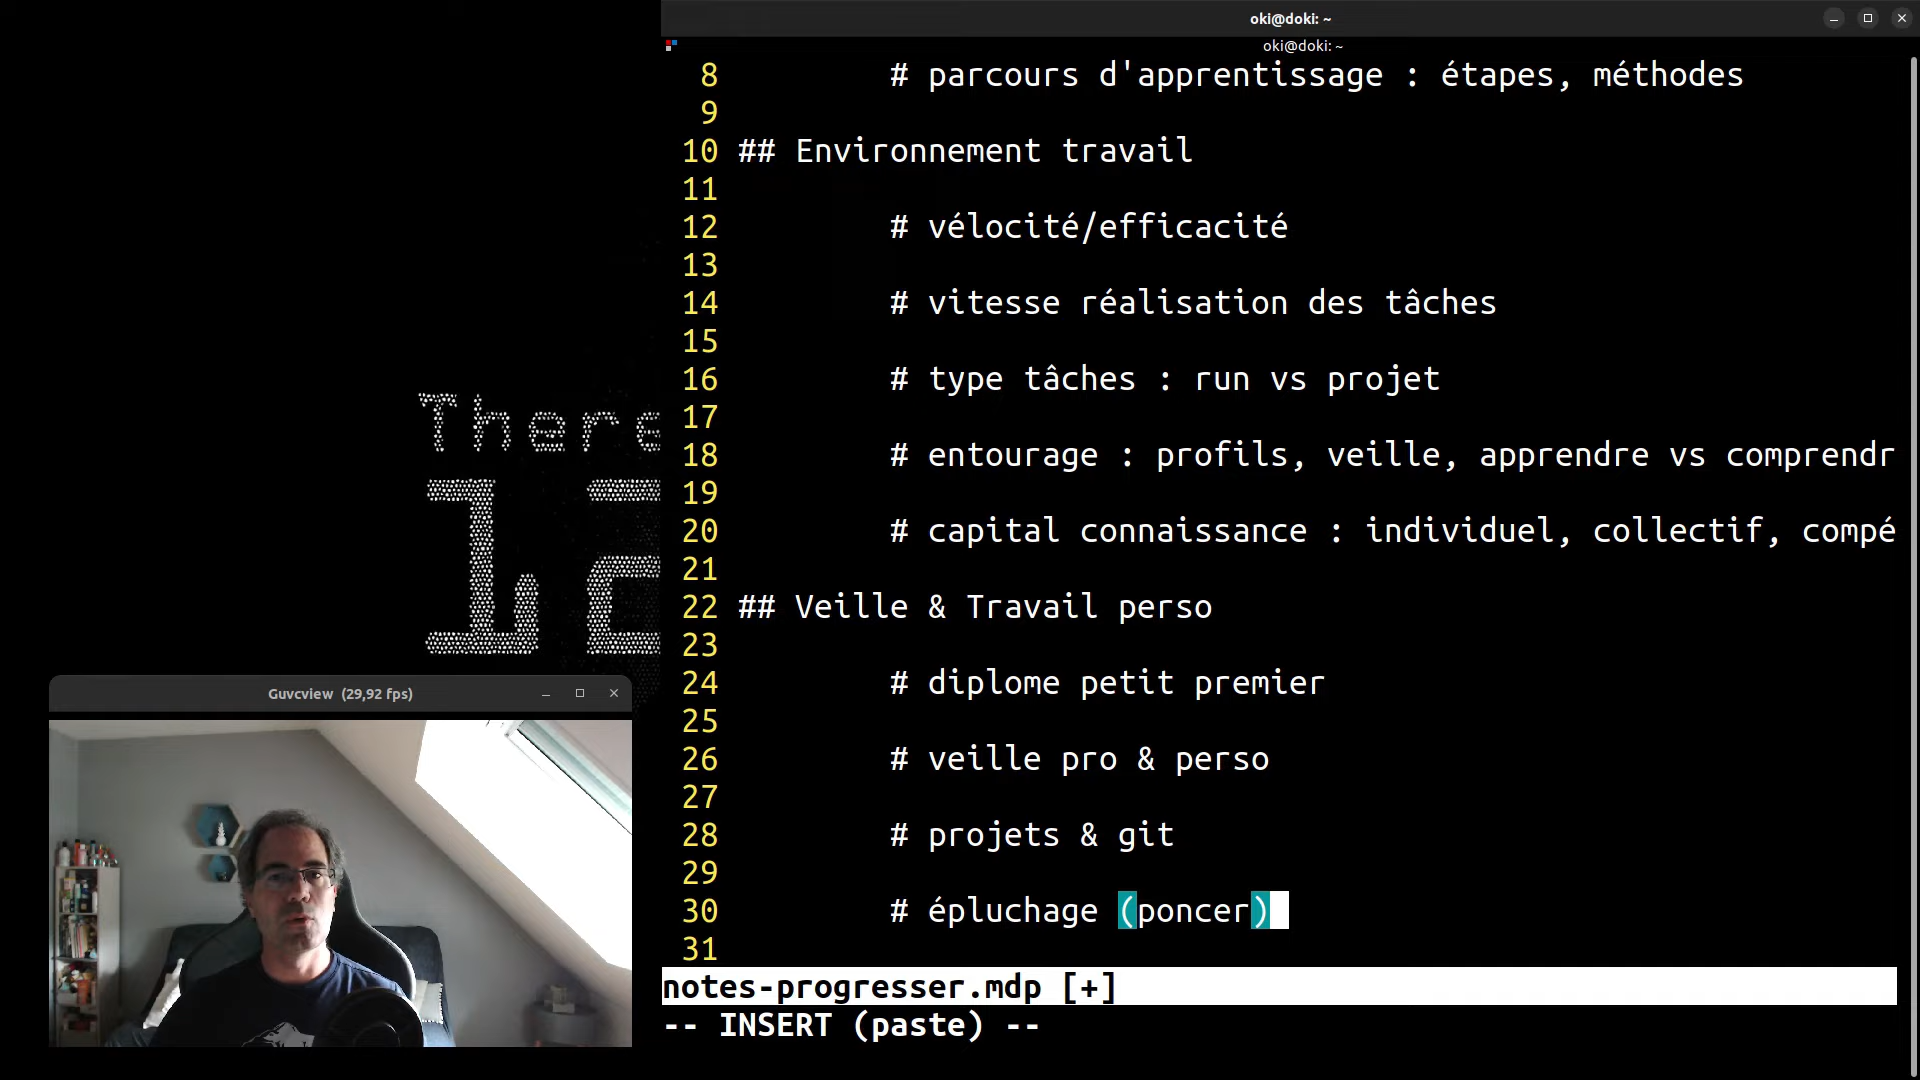 oki@doki: ~
oki@doki: ~
8 # parcours d'apprentissage : étapes, méthodes
9
10 ## Environnement travail
11
12 # vélocité/efficacité
13
14 # vitesse réalisation des tâches
15
16 # type tâches : run vs projet
17
18 # entourage : profils, veille, apprendre vs comprendr
19
20 # capital connaissance : individuel, collectif, compé
21
22 ## Veille & Travail perso
23
24 # diplome petit premier
25
26 # veille pro & perso
27
28 # projets & git
29
30 # épluchage (poncer)
31
notes-progresser.mdp [+]
-- INSERT (paste) --
There
12
Guvcview (29,92 fps)